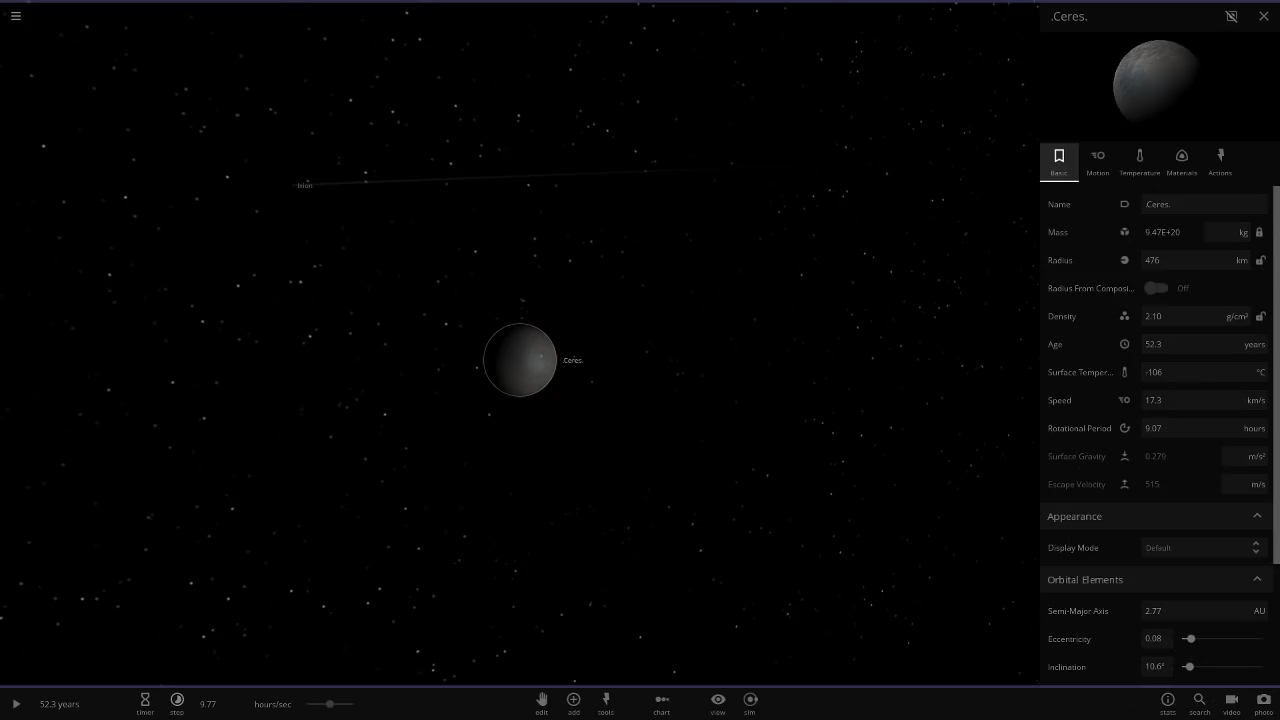 .Ceres.
Basic Motion Temperature Materials Actions
Name .Ceres.
Mass 9.47E+20 kg
Radius 476 km
Radius From Composi... Off
Density 2.10 g/cm³
Age 52.3 years
Surface Temper... -106 °C
Speed 17.3 km/s
Rotational Period 9.07 hours
Surface Gravity 0.279 m/s²
Escape Velocity 515 m/s
Appearance
Display Mode Default
Orbital Elements
Semi-Major Axis 2.77 AU
Eccentricity 0.08
Inclination 10.6°
Ixion
.Ceres.
52.3 years
timer
step
9.77 hours/sec
edit add tools chart view sim
stats search video photo